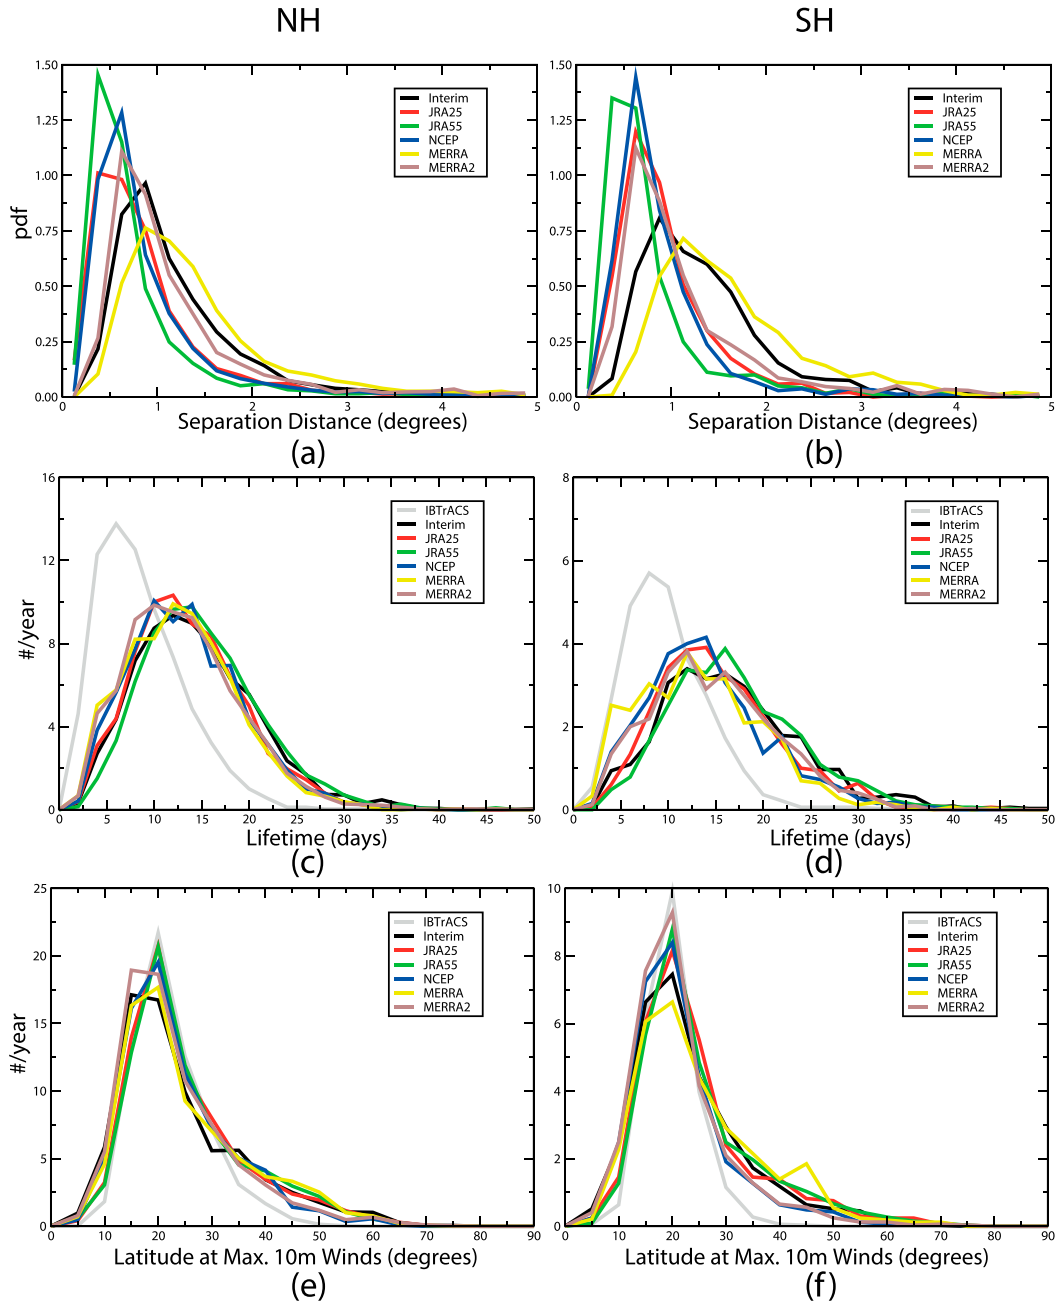 NH
SH
1.50
1.25
1.00
0.75
0.50
0.25
0.00
pdf
Interim
JRA25
JRA55
NCEP
MERRA
MERRA2
0 1 2 3 4 5
Separation Distance (degrees)
(a)
1.50
1.25
1.00
0.75
0.50
0.25
0.00
Interim
JRA25
JRA55
NCEP
MERRA
MERRA2
0 1 2 3 4 5
Separation Distance (degrees)
(b)
16
12
8
4
0
#/year
IBTrACS
Interim
JRA25
JRA55
NCEP
MERRA
MERRA2
0 5 10 15 20 25 30 35 40 45 50
Lifetime (days)
(c)
8
6
4
2
0
IBTrACS
Interim
JRA25
JRA55
NCEP
MERRA
MERRA2
0 5 10 15 20 25 30 35 40 45 50
Lifetime (days)
(d)
25
20
15
10
5
0
#/year
IBTrACS
Interim
JRA25
JRA55
NCEP
MERRA
MERRA2
0 10 20 30 40 50 60 70 80 90
Latitude at Max. 10m Winds (degrees)
(e)
10
8
6
4
2
0
IBTrACS
Interim
JRA25
JRA55
NCEP
MERRA
MERRA2
0 10 20 30 40 50 60 70 80 90
Latitude at Max. 10m Winds (degrees)
(f)